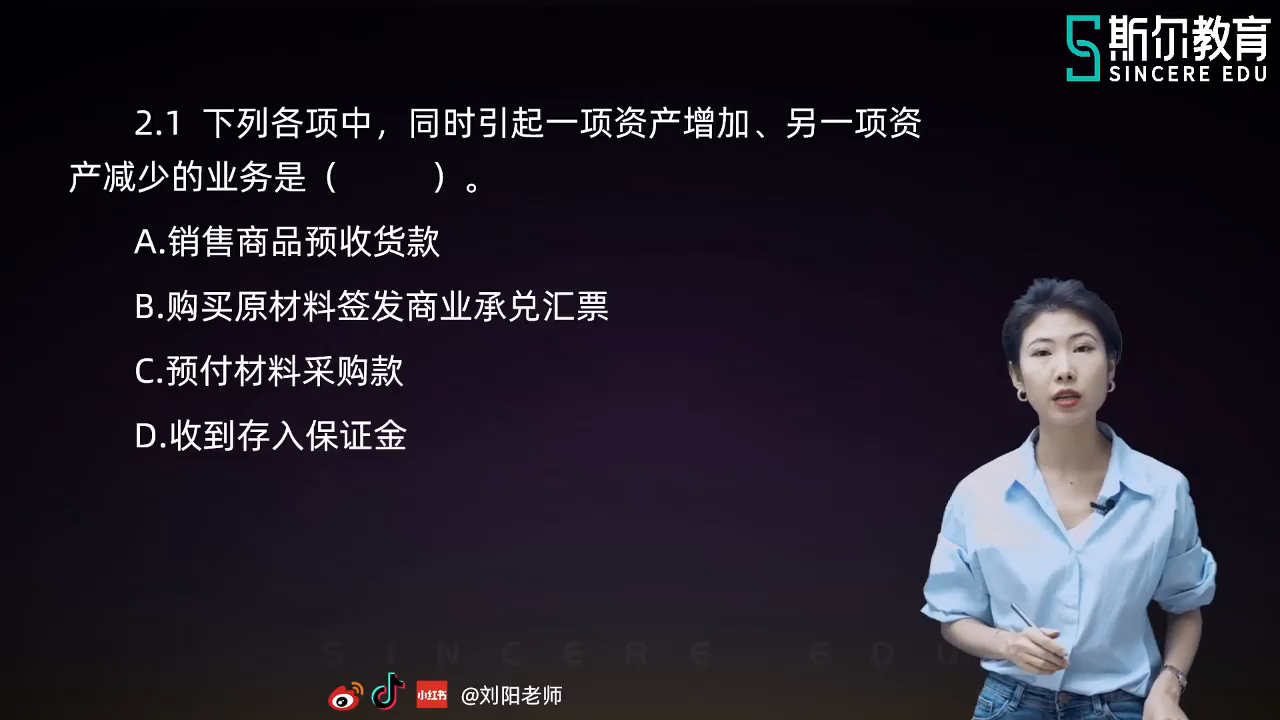 斯尔教育
SINCERE EDU
2.1 下列各项中，同时引起一项资产增加、另一项资
产减少的业务是（ ）。
A.销售商品预收货款
B.购买原材料签发商业承兑汇票
C.预付材料采购款
D.收到存入保证金
SINCERE EDU
小红书 @刘阳老师